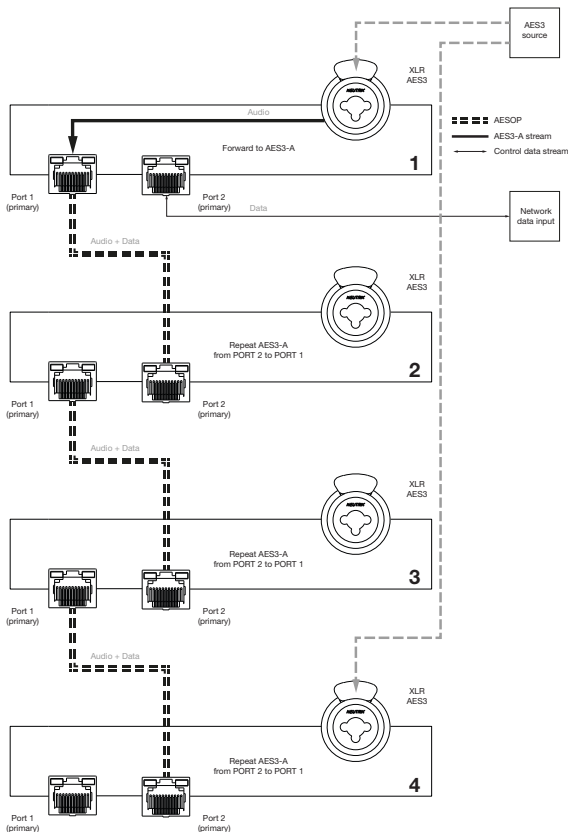 AES3
source
XLR
AES3
NEUTRIK
Audio
AESOP
AES3-A stream
Control data stream
Forward to AES3-A
1
Port 1
(primary)
Port 2
(primary)
Data
Network
data input
Audio + Data
XLR
AES3
NEUTRIK
Repeat AES3-A
from PORT 2 to PORT 1
2
Port 1
(primary)
Port 2
(primary)
Audio + Data
XLR
AES3
NEUTRIK
Repeat AES3-A
from PORT 2 to PORT 1
3
Port 1
(primary)
Port 2
(primary)
Audio + Data
XLR
AES3
NEUTRIK
Repeat AES3-A
from PORT 2 to PORT 1
4
Port 1
(primary)
Port 2
(primary)